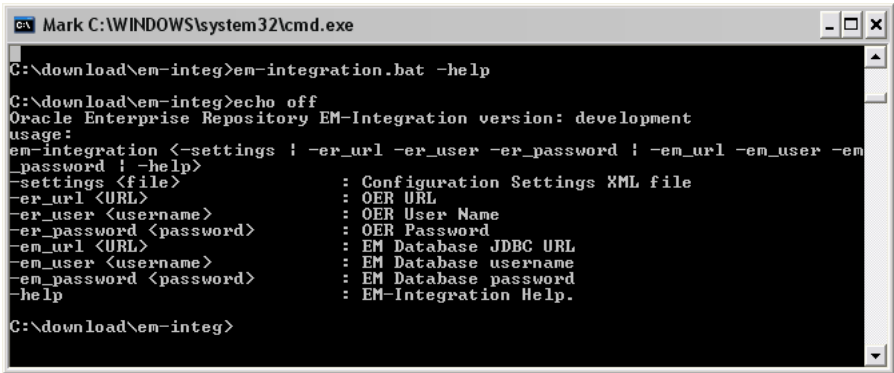 Mark C:\WINDOWS\system32\cmd.exe
C:\download\em-integ>em-integration.bat -help
C:\download\em-integ>echo off
Oracle Enterprise Repository EM-Integration version: development
usage:
em-integration <-settings | -er_url -er_user -er_password | -em_url -em_user -em
_password | -help>
-settings <file> : Configuration Settings XML file
-er_url <URL> : OER URL
-er_user <username> : OER User Name
-er_password <password> : OER Password
-em_url <URL> : EM Database JDBC URL
-em_user <username> : EM Database username
-em_password <password> : EM Database password
-help : EM-Integration Help.
C:\download\em-integ>